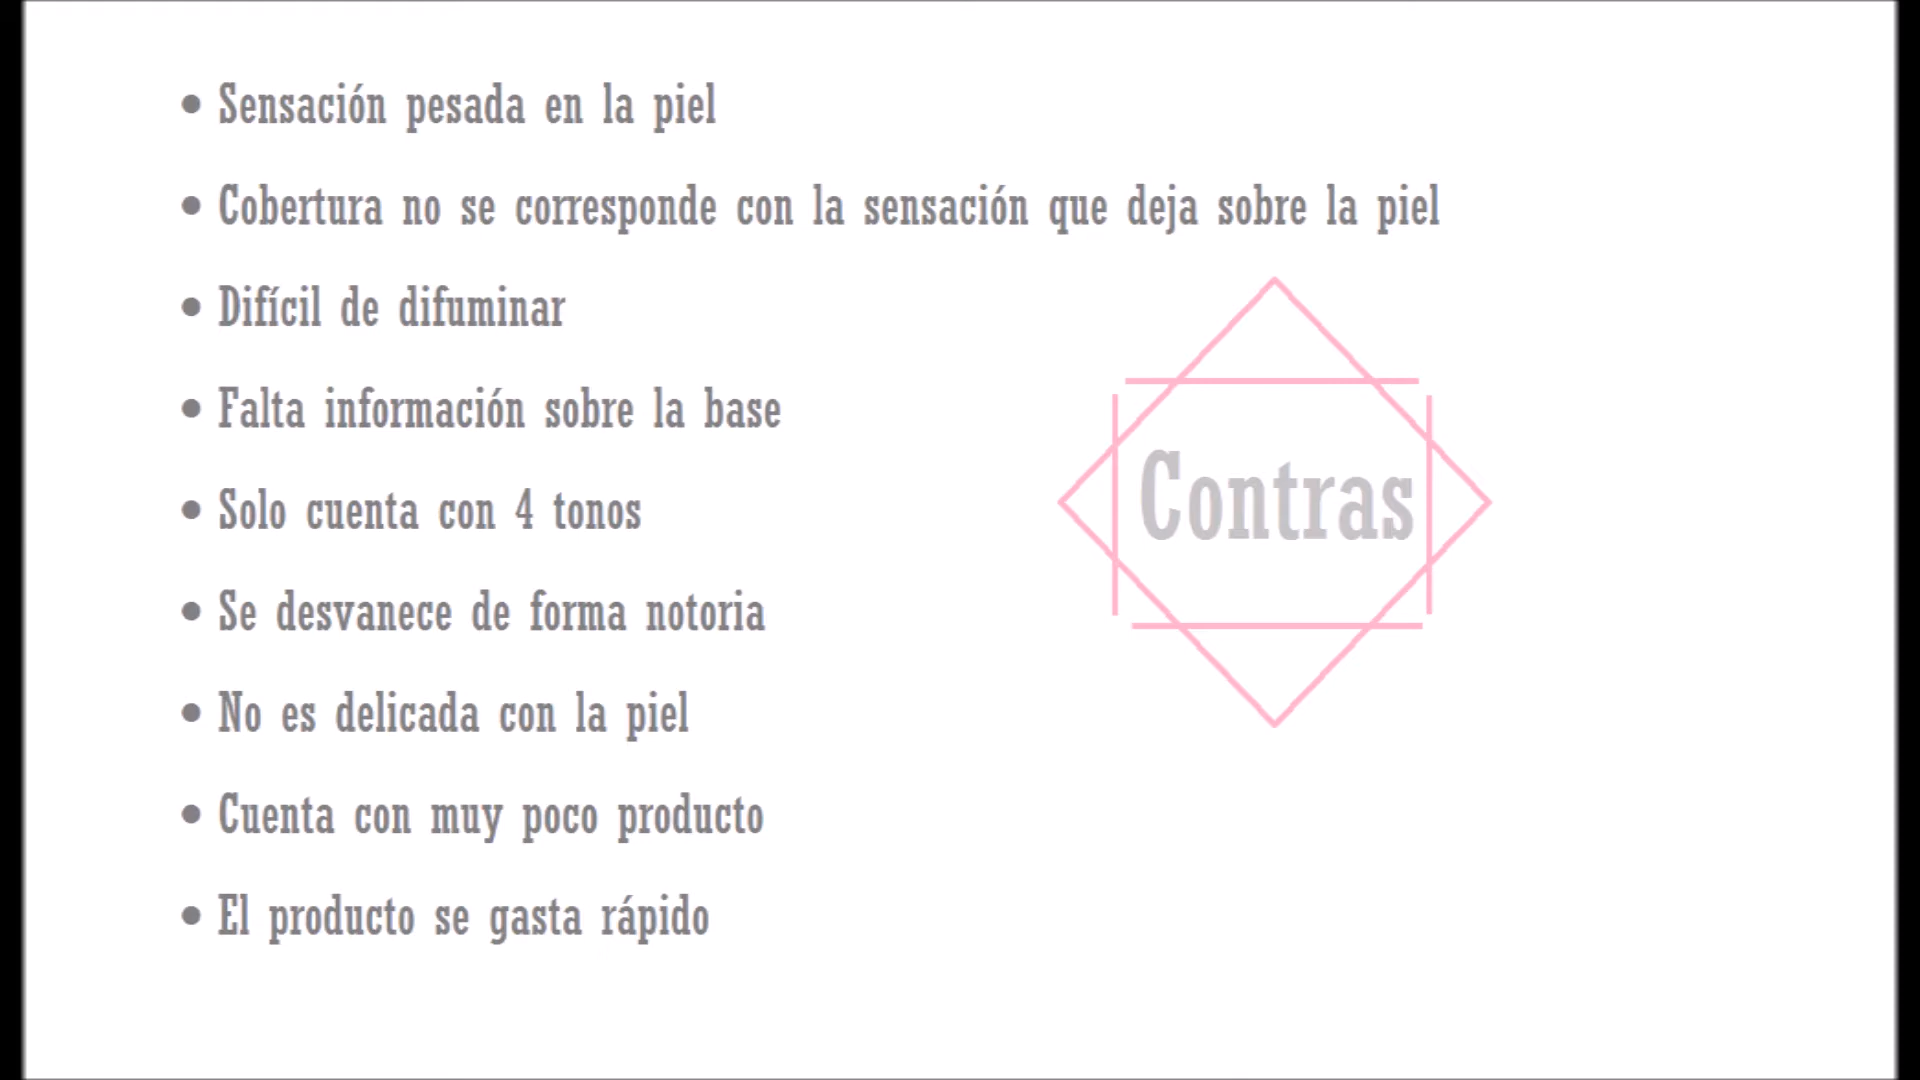 • Sensación pesada en la piel
• Cobertura no se corresponde con la sensación que deja sobre la piel
• Difícil de difuminar
• Falta información sobre la base
• Solo cuenta con 4 tonos
• Se desvanece de forma notoria
• No es delicada con la piel
• Cuenta con muy poco producto
• El producto se gasta rápido
Contras